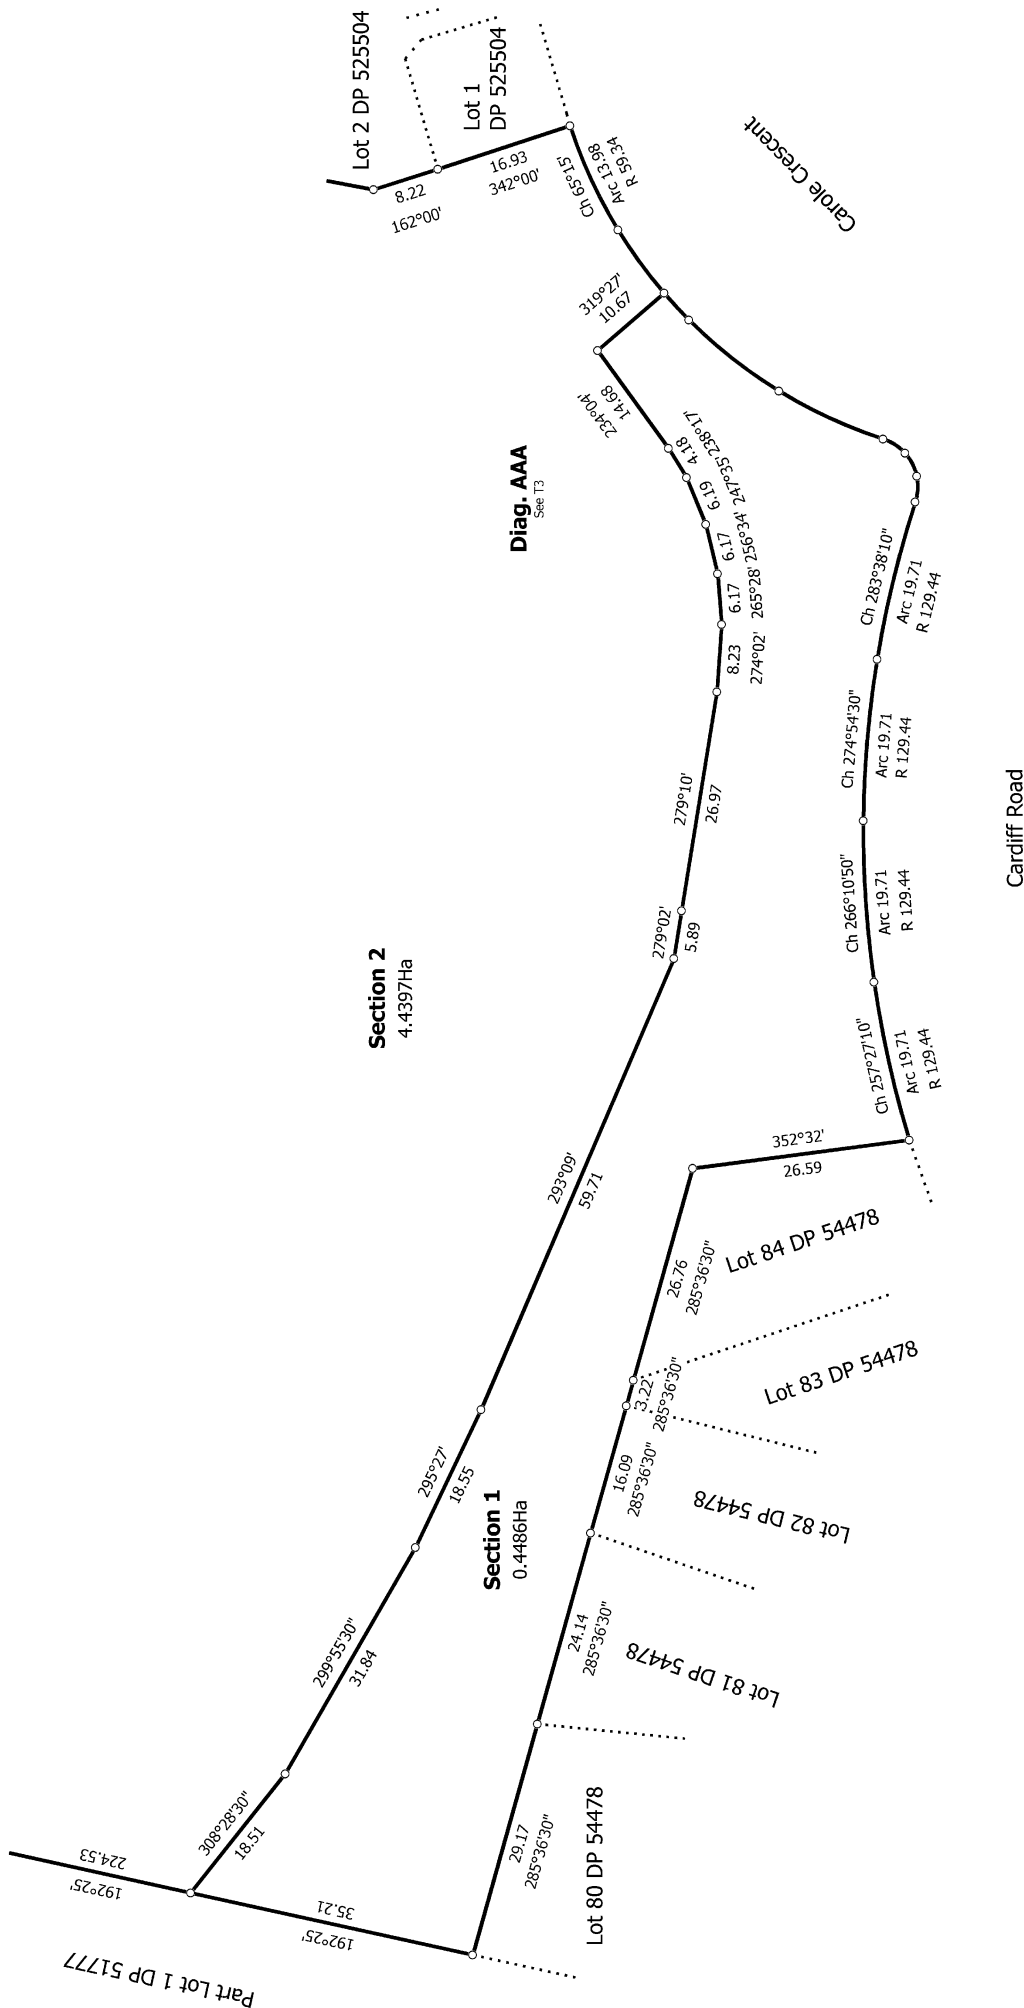 Lot 2 DP 525504
Lot 1
DP 525504
8.22
162°00'
16.93
342°00'
Ch 65°15'
Arc 13.98
R 59.34
Carole Crescent
319°27'
10.67
234°04'
14.68
Diag. AAA
See T3
4.18
238°17'
6.19
247°35'
6.17
256°34'
6.17
265°28'
8.23
274°02'
Ch 283°38'10"
Arc 19.71
R 129.44
Ch 274°54'30"
Arc 19.71
R 129.44
Cardiff Road
279°10'
26.97
Ch 266°10'50"
Arc 19.71
R 129.44
279°02'
5.89
Section 2
4.4397Ha
Ch 257°27'10"
Arc 19.71
R 129.44
352°32'
26.59
293°09'
59.71
Lot 84 DP 54478
26.76
285°36'30"
Lot 83 DP 54478
3.22
285°36'30"
295°27'
18.55
16.09
285°36'30"
Lot 82 DP 54478
Section 1
0.4486Ha
299°55'30"
31.84
24.14
285°36'30"
Lot 81 DP 54478
308°28'30"
18.51
29.17
285°36'30"
Lot 80 DP 54478
224.53
192°25'
35.21
192°25'
Part Lot 1 DP 51777